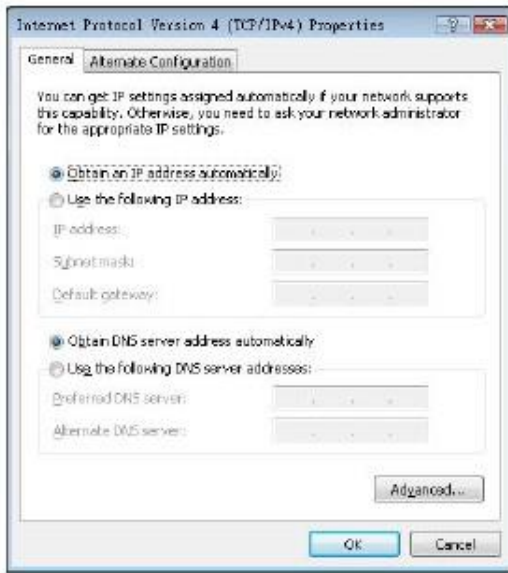 Internet Protocol Version 4 (TCP/IPv4) Properties
General
Alternate Configuration
You can get IP settings assigned automatically if your network supports
this capability. Otherwise, you need to ask your network administrator
for the appropriate IP settings.
Obtain an IP address automatically
Use the following IP address:
IP address:
Subnet mask:
Default gateway:
Obtain DNS server address automatically
Use the following DNS server addresses:
Preferred DNS server:
Alternate DNS server:
Advanced...
OK
Cancel